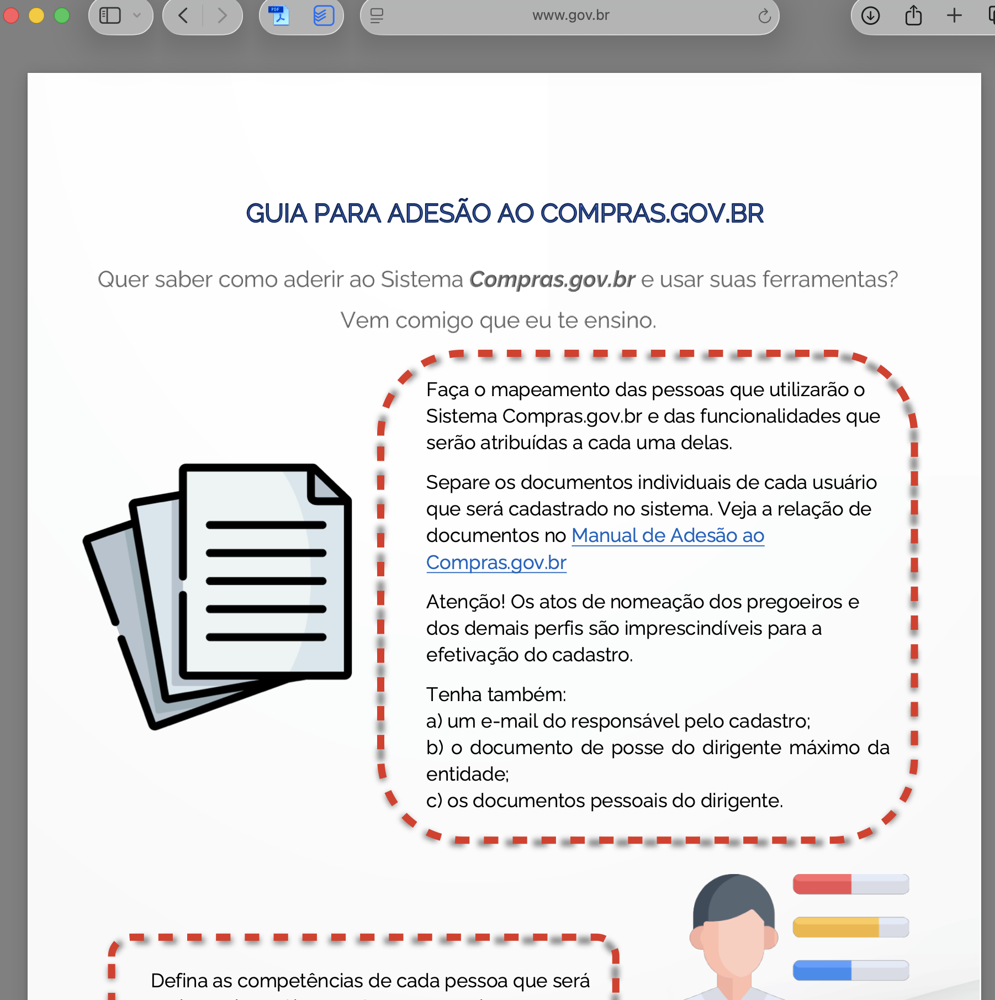 PDF
www.gov.br
GUIA PARA ADESÃO AO COMPRAS.GOV.BR
Quer saber como aderir ao Sistema Compras.gov.br e usar suas ferramentas?
Vem comigo que eu te ensino.
Faça o mapeamento das pessoas que utilizarão o
Sistema Compras.gov.br e das funcionalidades que
serão atribuídas a cada uma delas.
Separe os documentos individuais de cada usuário
que será cadastrado no sistema. Veja a relação de
documentos no Manual de Adesão ao
Compras.gov.br
Atenção! Os atos de nomeação dos pregoeiros e
dos demais perfis são imprescindíveis para a
efetivação do cadastro.
Tenha também:
a) um e-mail do responsável pelo cadastro;
b) o documento de posse do dirigente máximo da
entidade;
c) os documentos pessoais do dirigente.
Defina as competências de cada pessoa que será